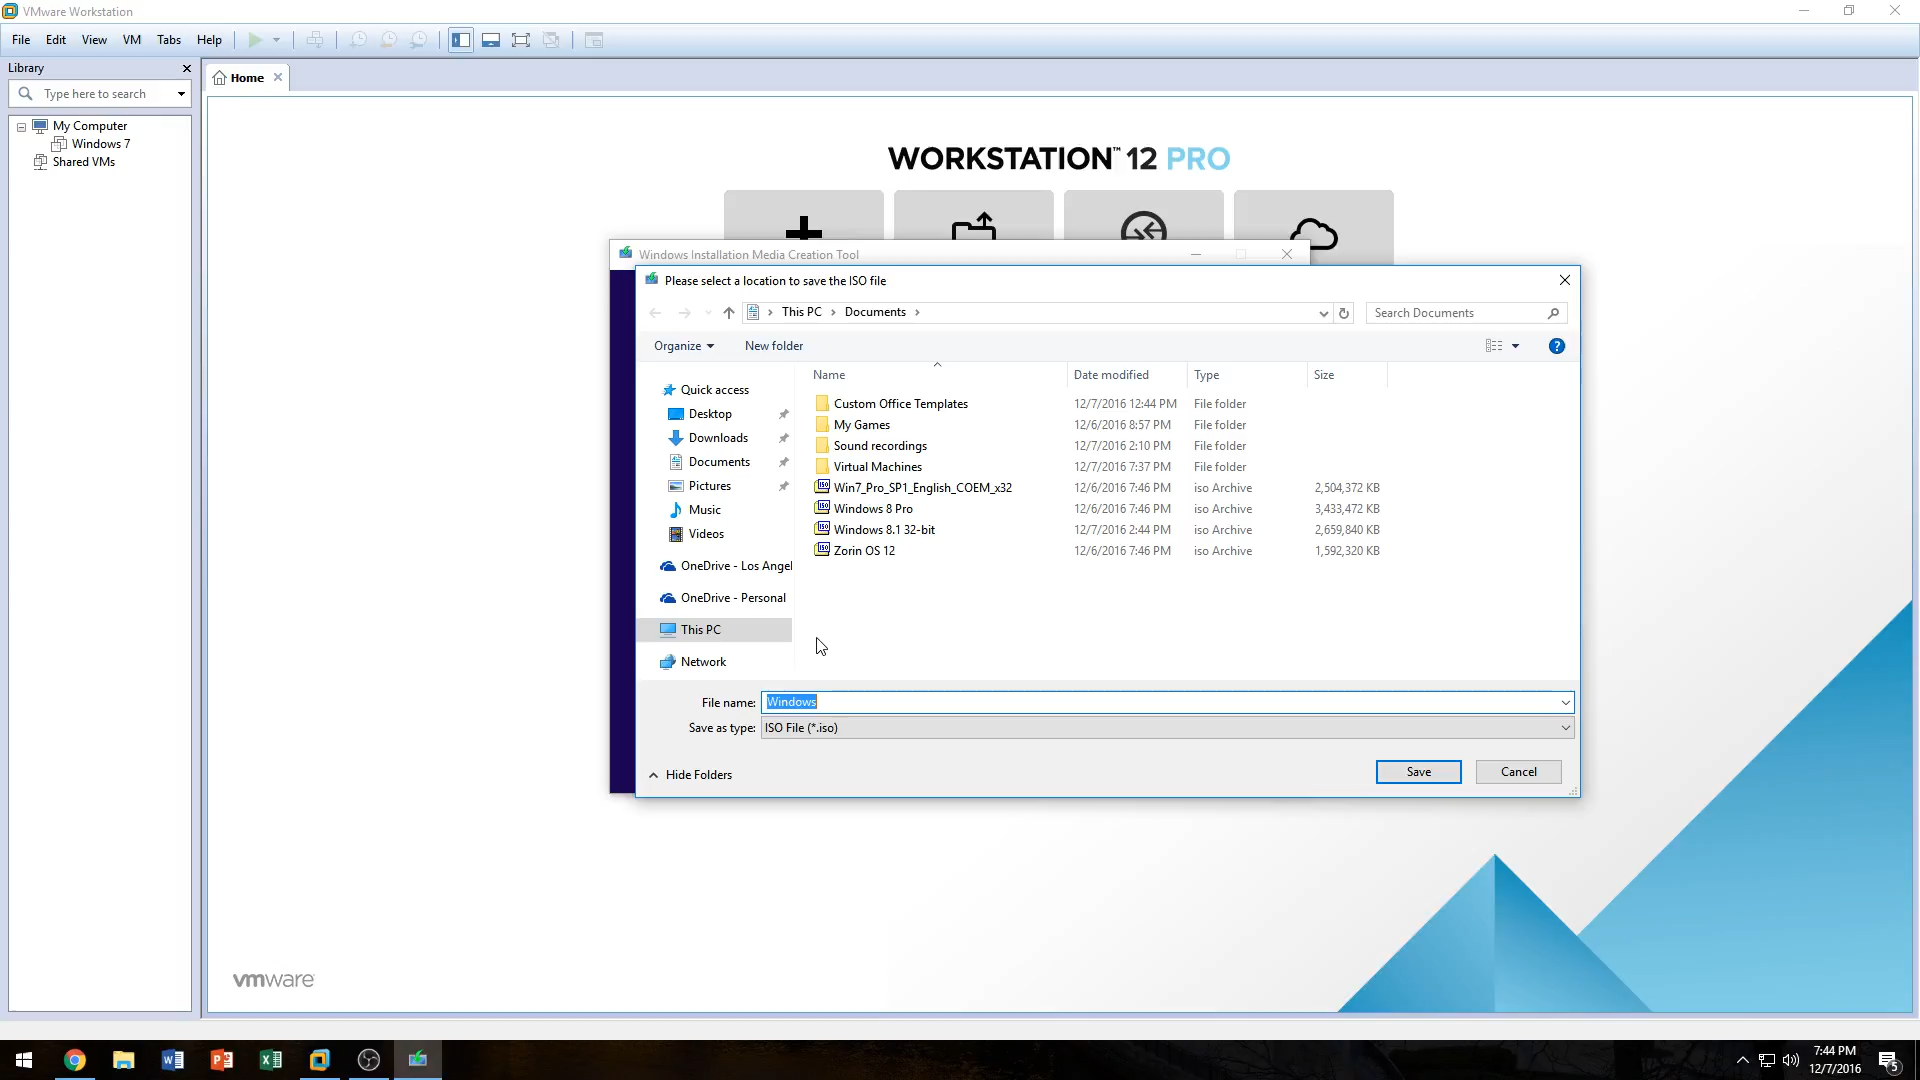 VMware Workstation
File Edit View VM Tabs Help
Library
Home
Type here to search
My Computer
Windows 7
Shared VMs
WORKSTATION™ 12 PRO
Windows Installation Media Creation Tool
Please select a location to save the ISO file
This PC Documents
Search Documents
Organize New folder
Name Date modified Type Size
Quick access
Desktop
Downloads
Documents
Pictures
Music
Videos
OneDrive - Los Angel
OneDrive - Personal
This PC
Network
Custom Office Templates 12/7/2016 12:44 PM File folder
My Games 12/6/2016 8:57 PM File folder
Sound recordings 12/7/2016 2:10 PM File folder
Virtual Machines 12/7/2016 7:37 PM File folder
Win7_Pro_SP1_English_COEM_x32 12/6/2016 7:46 PM iso Archive 2,504,372 KB
Windows 8 Pro 12/6/2016 7:46 PM iso Archive 3,433,472 KB
Windows 8.1 32-bit 12/7/2016 2:44 PM iso Archive 2,659,840 KB
Zorin OS 12 12/6/2016 7:46 PM iso Archive 1,592,320 KB
File name: Windows
Save as type: ISO File (*.iso)
Hide Folders
Save Cancel
vmware
7:44 PM
12/7/2016
5